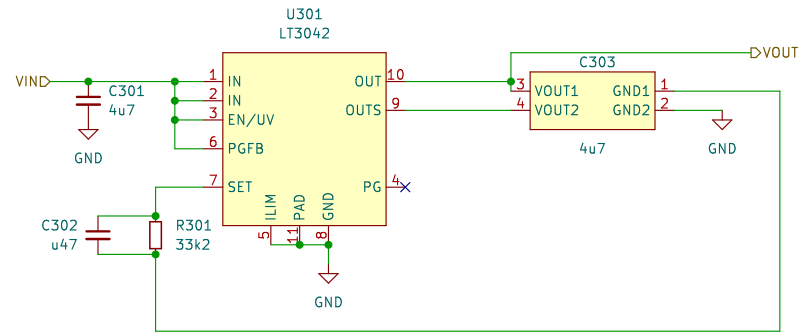 U301
LT3042
VIN
C301
4u7
GND
1 IN
2 IN
3 EN/UV
6 PGFB
7 SET
OUT 10
OUTS 9
PG 4
ILIM 5
PAD 11
GND 8
GND
C302
u47
R301
33k2
C303
3 VOUT1
4 VOUT2
GND1 1
GND2 2
4u7
GND
VOUT